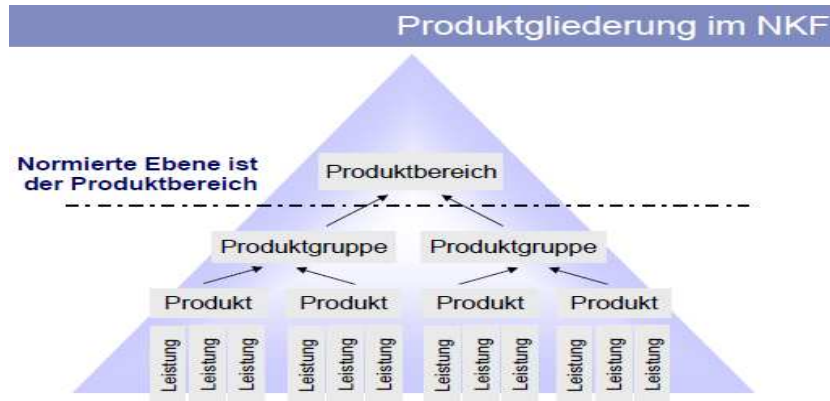 Produktgliederung im NKF
Normierte Ebene ist
der Produktbereich
Produktbereich
Produktgruppe Produktgruppe
Produkt Produkt Produkt Produkt
Leistung Leistung Leistung Leistung Leistung Leistung Leistung Leistung Leistung Leistung Leistung Leistung